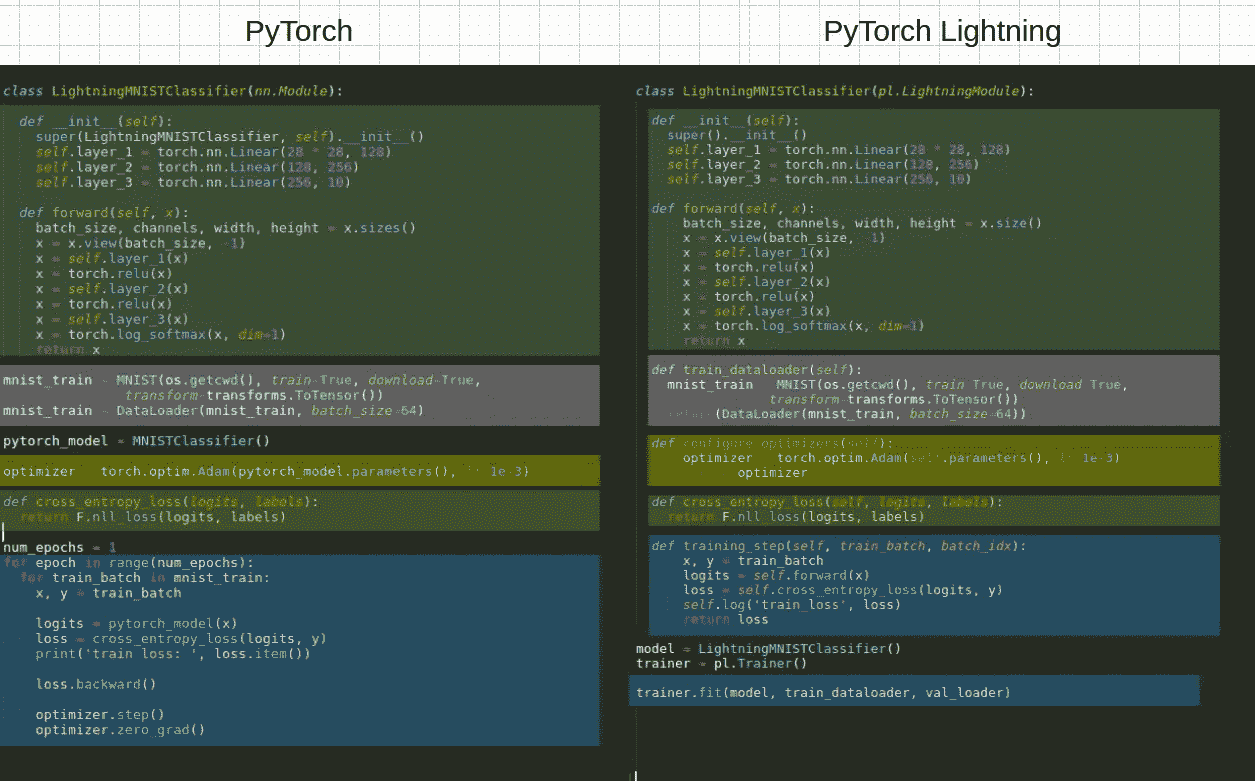 PyTorch
class LightningMNISTClassifier(nn.Module):
def __init__(self):
super(LightningMNISTClassifier, self).__init__()
self.layer_1 = torch.nn.Linear(28 * 28, 128)
self.layer_2 = torch.nn.Linear(128, 256)
self.layer_3 = torch.nn.Linear(256, 10)
def forward(self, x):
batch_size, channels, width, height = x.sizes()
x = x.view(batch_size, -1)
x = self.layer_1(x)
x = torch.relu(x)
x = self.layer_2(x)
x = torch.relu(x)
x = self.layer_3(x)
x = torch.log_softmax(x, dim=1)
return x
mnist_train = MNIST(os.getcwd(), train=True, download=True,
transform=transforms.ToTensor())
mnist_train = DataLoader(mnist_train, batch_size=64)
pytorch_model = MNISTClassifier()
optimizer torch.optim.Adam(pytorch_model.parameters(), 1e-3)
def cross_entropy_loss(logits, labels):
return F.nll_loss(logits, labels)
num_epochs = 1
for epoch in range(num_epochs):
for train_batch in mnist_train:
x, y = train_batch
logits = pytorch_model(x)
loss = cross_entropy_loss(logits, y)
print('train loss: ', loss.item())
loss.backward()
optimizer.step()
optimizer.zero_grad()
PyTorch Lightning
class LightningMNISTClassifier(pl.LightningModule):
def __init__(self):
super().__init__()
self.layer_1 = torch.nn.Linear(28 * 28, 128)
self.layer_2 = torch.nn.Linear(128, 256)
self.layer_3 = torch.nn.Linear(256, 10)
def forward(self, x):
batch_size, channels, width, height = x.size()
x = x.view(batch_size, -1)
x = self.layer_1(x)
x = torch.relu(x)
x = self.layer_2(x)
x = torch.relu(x)
x = self.layer_3(x)
x = torch.log_softmax(x, dim=1)
return x
def train_dataloader(self):
mnist_train MNIST(os.getcwd(), train True, download True,
transform=transforms.ToTensor())
return (DataLoader(mnist_train, batch_size=64))
def configure_optimizers(self):
optimizer torch.optim.Adam(self.parameters(), 1e-3)
optimizer
def cross_entropy_loss(self, logits, labels):
return F.nll_loss(logits, labels)
def training_step(self, train_batch, batch_idx):
x, y = train_batch
logits = self.forward(x)
loss = self.cross_entropy_loss(logits, y)
self.log('train_loss', loss)
return loss
model = LightningMNISTClassifier()
trainer = pl.Trainer()
trainer.fit(model, train_dataloader, val_loader)